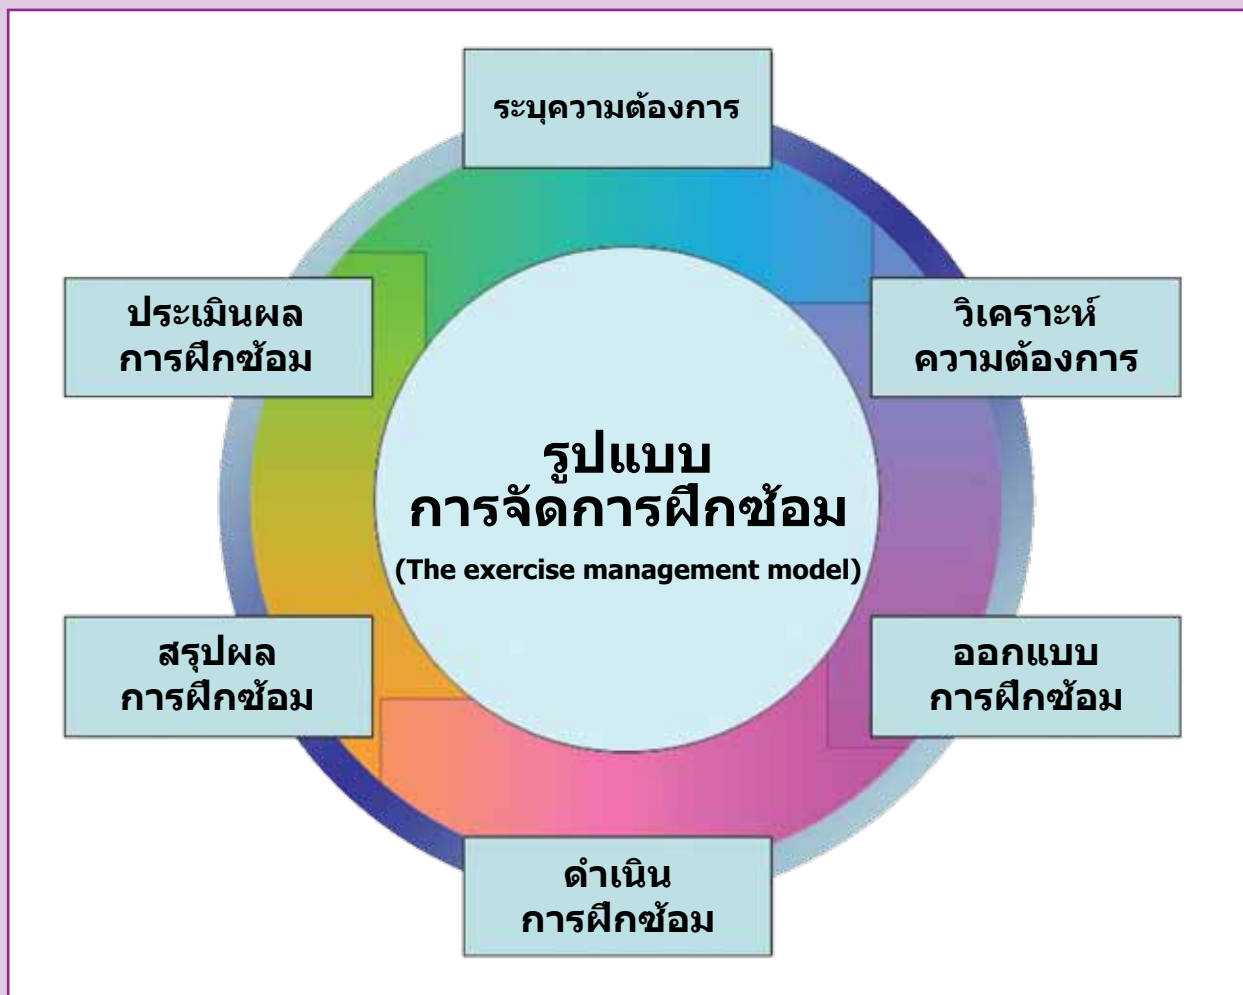 ระบุความต้องการ
วิเคราะห์
ความต้องการ
ออกแบบ
การฝึกซ้อม
ดำเนิน
การฝึกซ้อม
สรุปผล
การฝึกซ้อม
ประเมินผล
การฝึกซ้อม
รูปแบบ
การจัดการฝึกซ้อม
(The exercise management model)